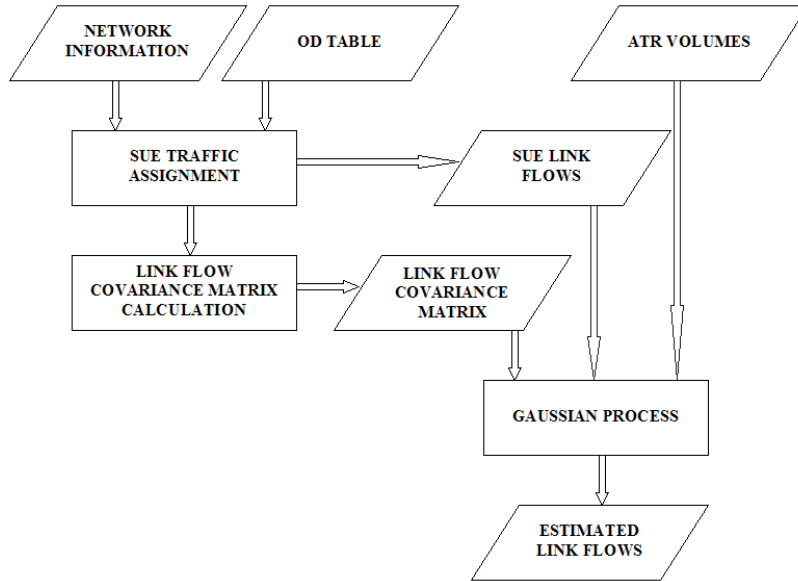 NETWORK
INFORMATION
OD TABLE
ATR VOLUMES
SUE TRAFFIC
ASSIGNMENT
SUE LINK
FLOWS
LINK FLOW
COVARIANCE MATRIX
CALCULATION
LINK FLOW
COVARIANCE
MATRIX
GAUSSIAN PROCESS
ESTIMATED
LINK FLOWS